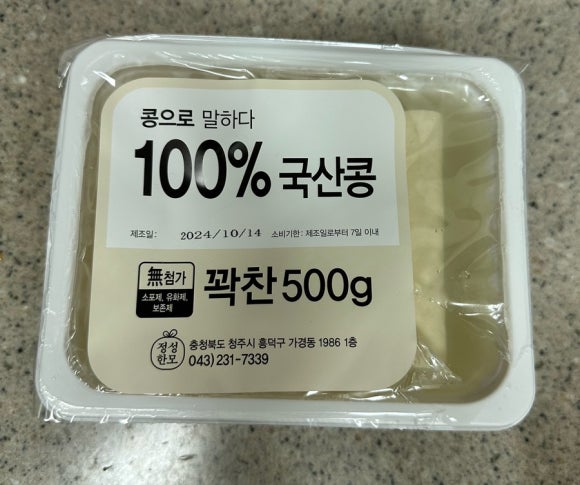 콩으로 말하다
100% 국산콩
제조일: 2024/10/14 소비기한: 제조일로부터 7일 이내
無첨가
소포제, 유화제,
보존제
꽉찬 500g
정성
한모
충청북도 청주시 흥덕구 가경동 1986 1층
043) 231-7339